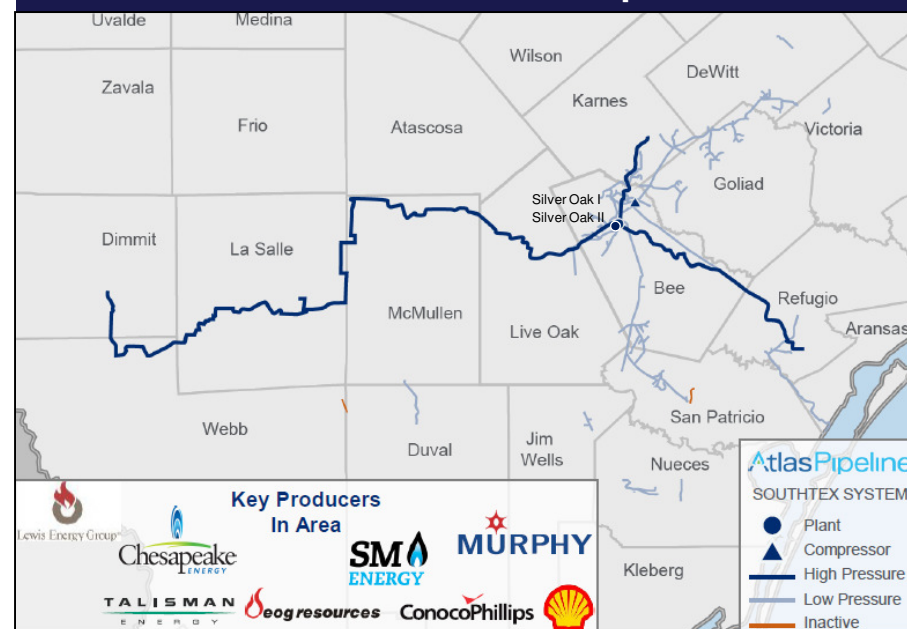 Uvalde
Medina
Wilson
DeWitt
Zavala
Karnes
Frio
Atascosa
Victoria
Goliad
Silver Oak I
Silver Oak II
Dimmit
La Salle
Bee
Refugio
McMullen
Live Oak
Aransas
San Patricio
Webb
Duval
Jim
Wells
Nueces
Kleberg
Key Producers
In Area
Lewis Energy Group
Chesapeake
ENERGY
SM
ENERGY
MURPHY
TALISMAN
ENERGY
eog resources
ConocoPhillips
AtlasPipeline
SOUTHTEX SYSTEM
Plant
Compressor
High Pressure
Low Pressure
Inactive